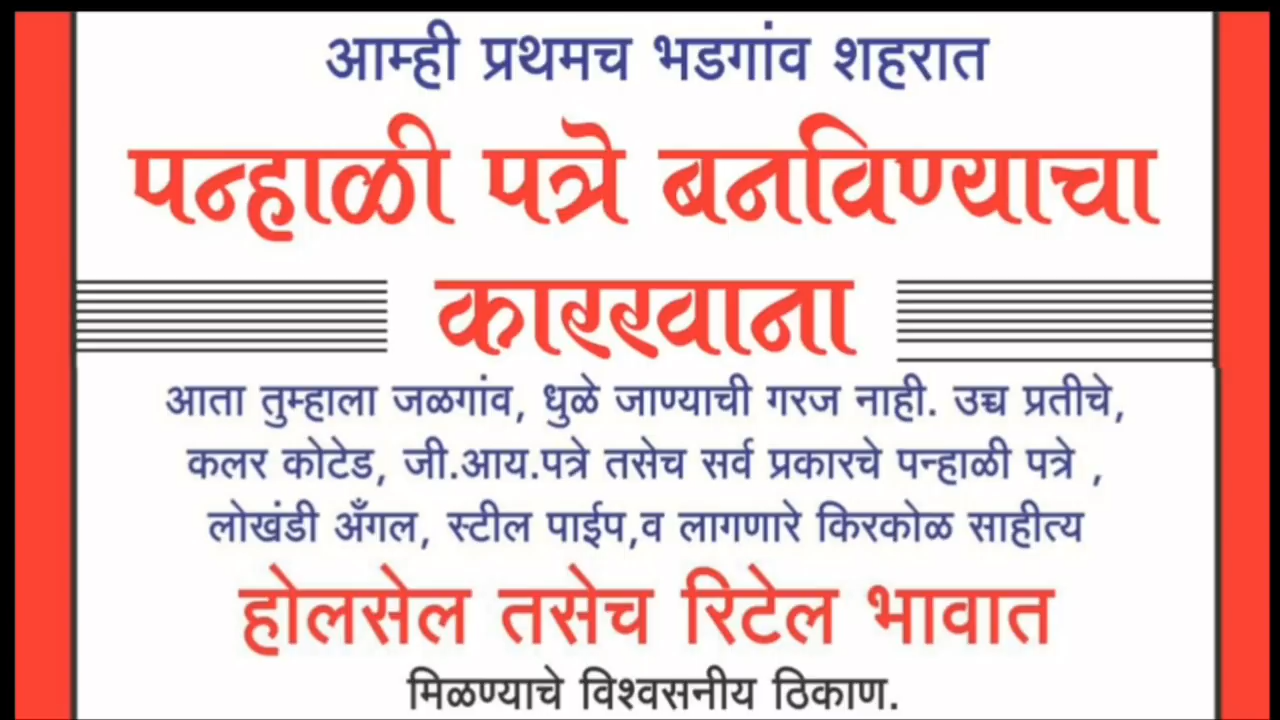 आम्ही प्रथमच भडगांव शहरात
पन्हाळी पत्रे बनविण्याचा
कारखाना
आता तुम्हाला जळगांव, धुळे जाण्याची गरज नाही. उच्च प्रतीचे,
कलर कोटेड, जी.आय.पत्रे तसेच सर्व प्रकारचे पन्हाळी पत्रे ,
लोखंडी अँगल, स्टील पाईप,व लागणारे किरकोळ साहीत्य
होलसेल तसेच रिटेल भावात
मिळण्याचे विश्वसनीय ठिकाण.